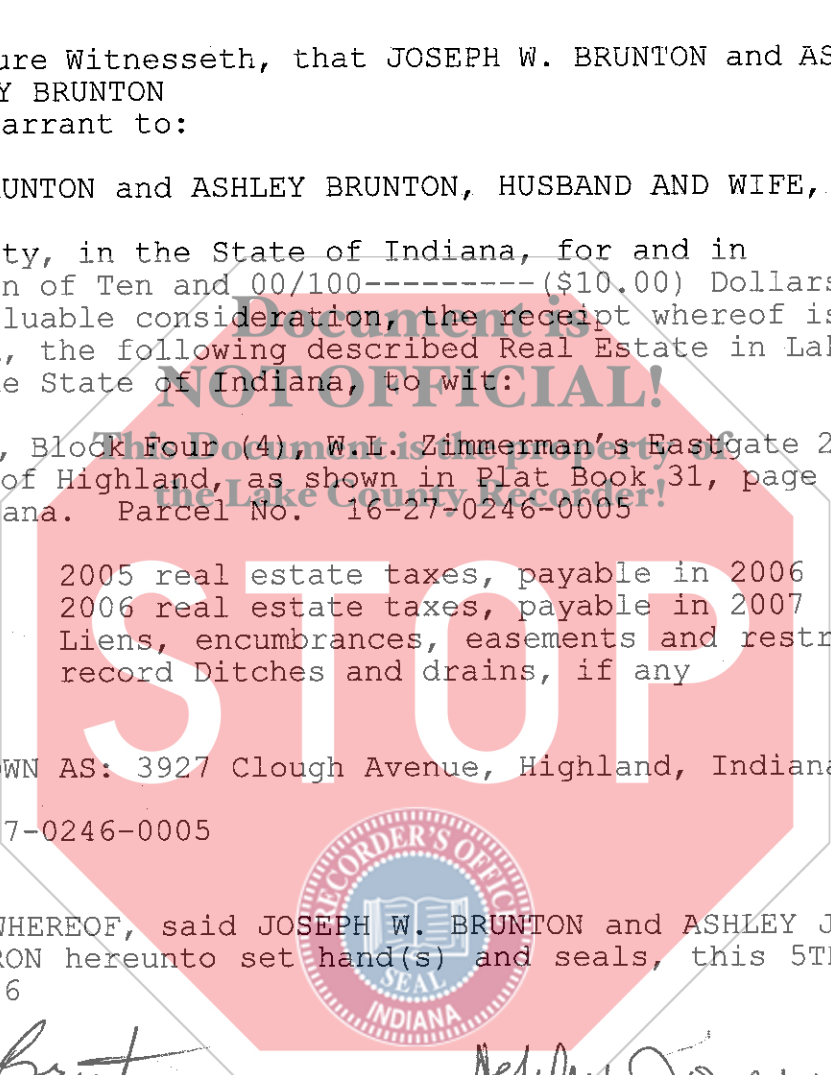 ure Witnesseth, that JOSEPH W. BRUNTON and AS
Y BRUNTON
arrant to:
UNTON and ASHLEY BRUNTON, HUSBAND AND WIFE,
ty, in the State of Indiana, for and in
n of Ten and 00/100---------($10.00) Dollars
luable consideration, the receipt whereof is
, the following described Real Estate in Lak
e State of Indiana, to wit:
Document is
NOT OFFICIAL!
This Document is the property of
the Lake County Recorder!
, Block Four (4), W.L. Zimmerman's Eastgate 2
of Highland, as shown in Plat Book 31, page
ana. Parcel No. 16-27-0246-0005
STOP
2005 real estate taxes, payable in 2006
2006 real estate taxes, payable in 2007
Liens, encumbrances, easements and restr
record Ditches and drains, if any
OWN AS: 3927 Clough Avenue, Highland, Indiana
7-0246-0005
RECORDER'S OFFICE
SEAL
INDIANA
WHEREOF, said JOSEPH W. BRUNTON and ASHLEY J
RON hereunto set hand(s) and seals, this 5TH
6